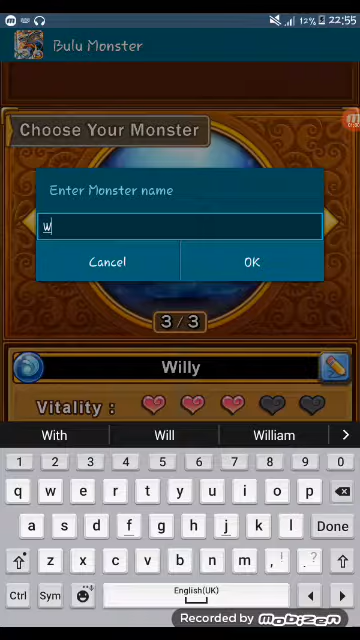 12% 22:55
Bulu Monster
Choose Your Monster
Enter Monster name
w
Cancel OK
3 / 3
Willy
Vitality :
With Will William
1 2 3 4 5 6 7 8 9 0
q w e r t y u i o p
a s d f g h j k l Done
z x c v b n m , ! . ?
Ctrl Sym English(UK)
Recorded by mobizen